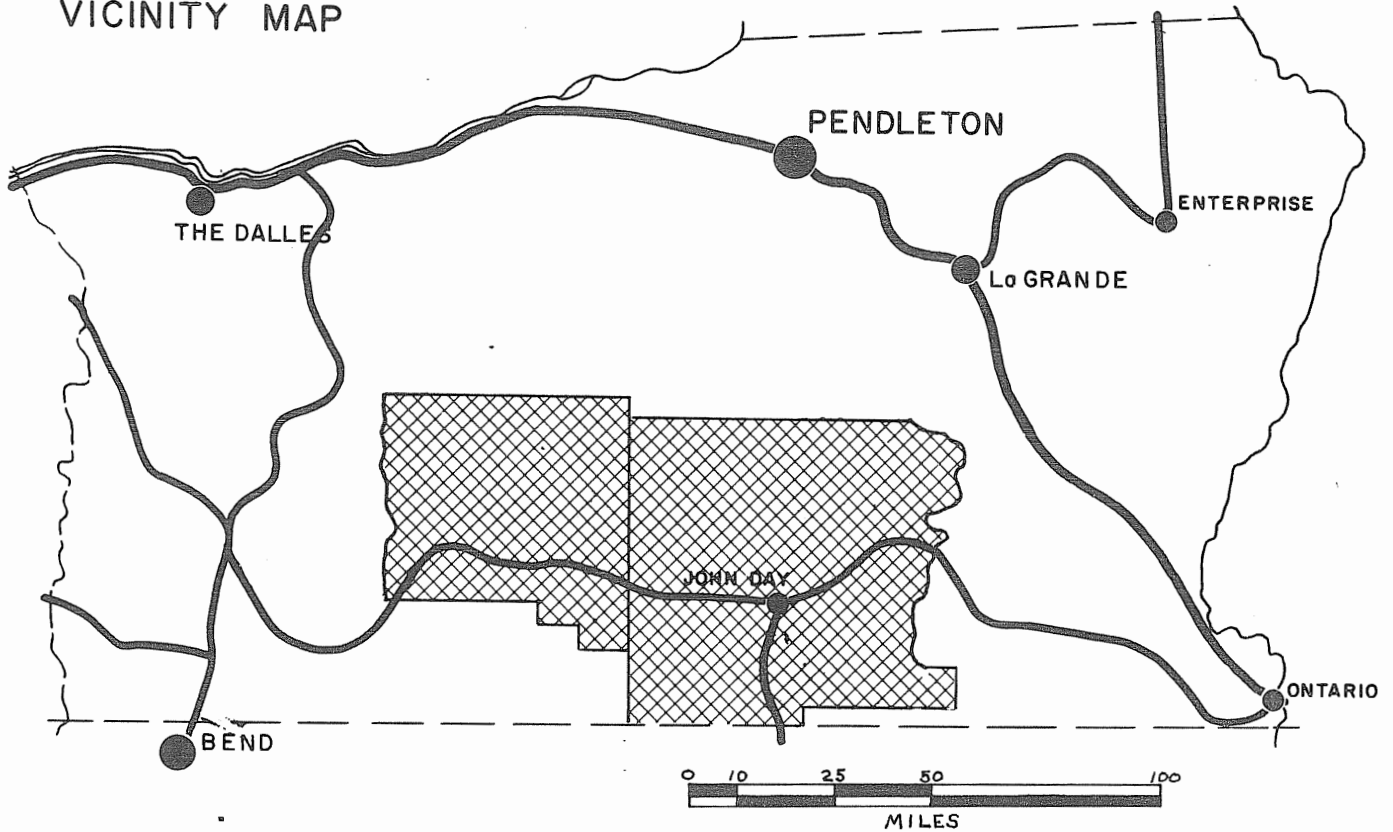 VICINITY MAP
PENDLETON
ENTERPRISE
THE DALLES
La GRANDE
JOHN DAY
ONTARIO
BEND
0 10 25 50 100
MILES